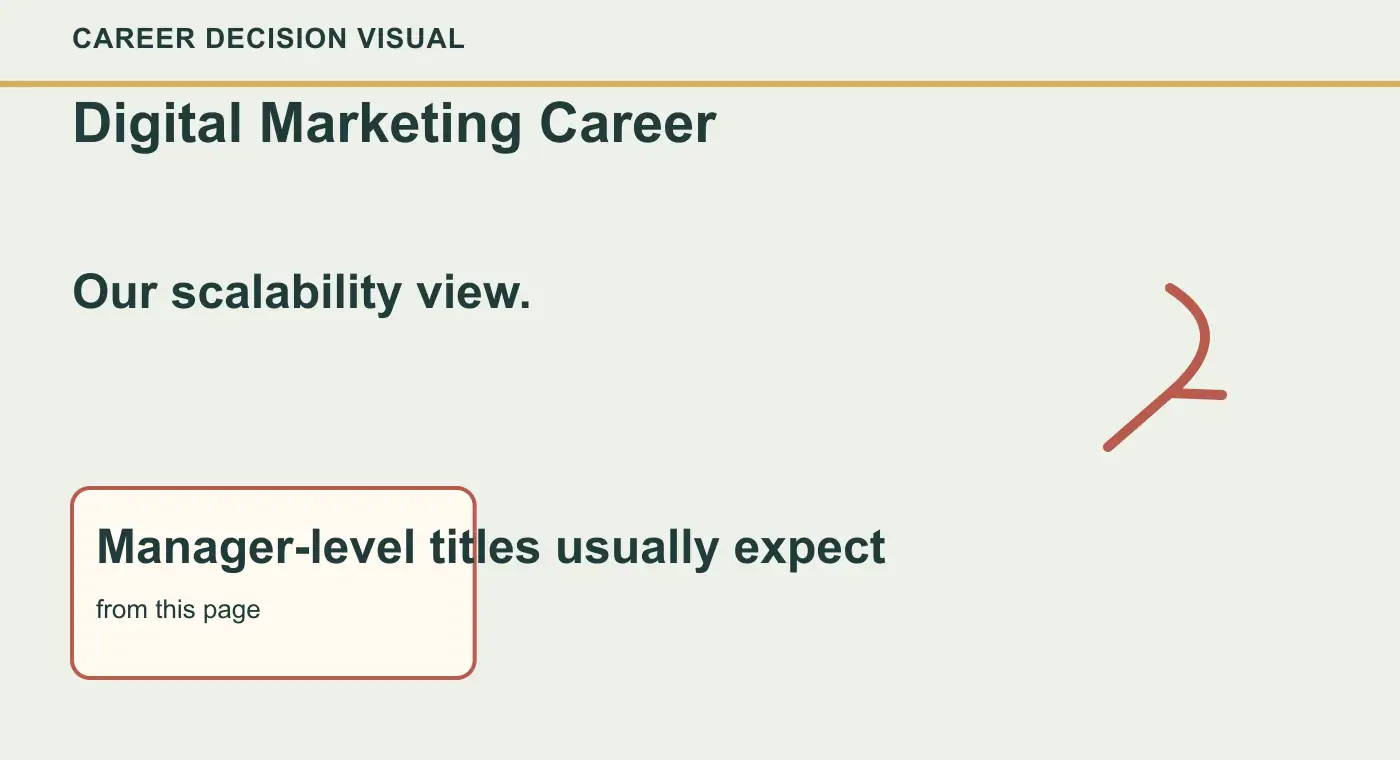 CAREER DECISION VISUAL
Digital Marketing Career
Our scalability view.
Manager-level titles usually expect
from this page